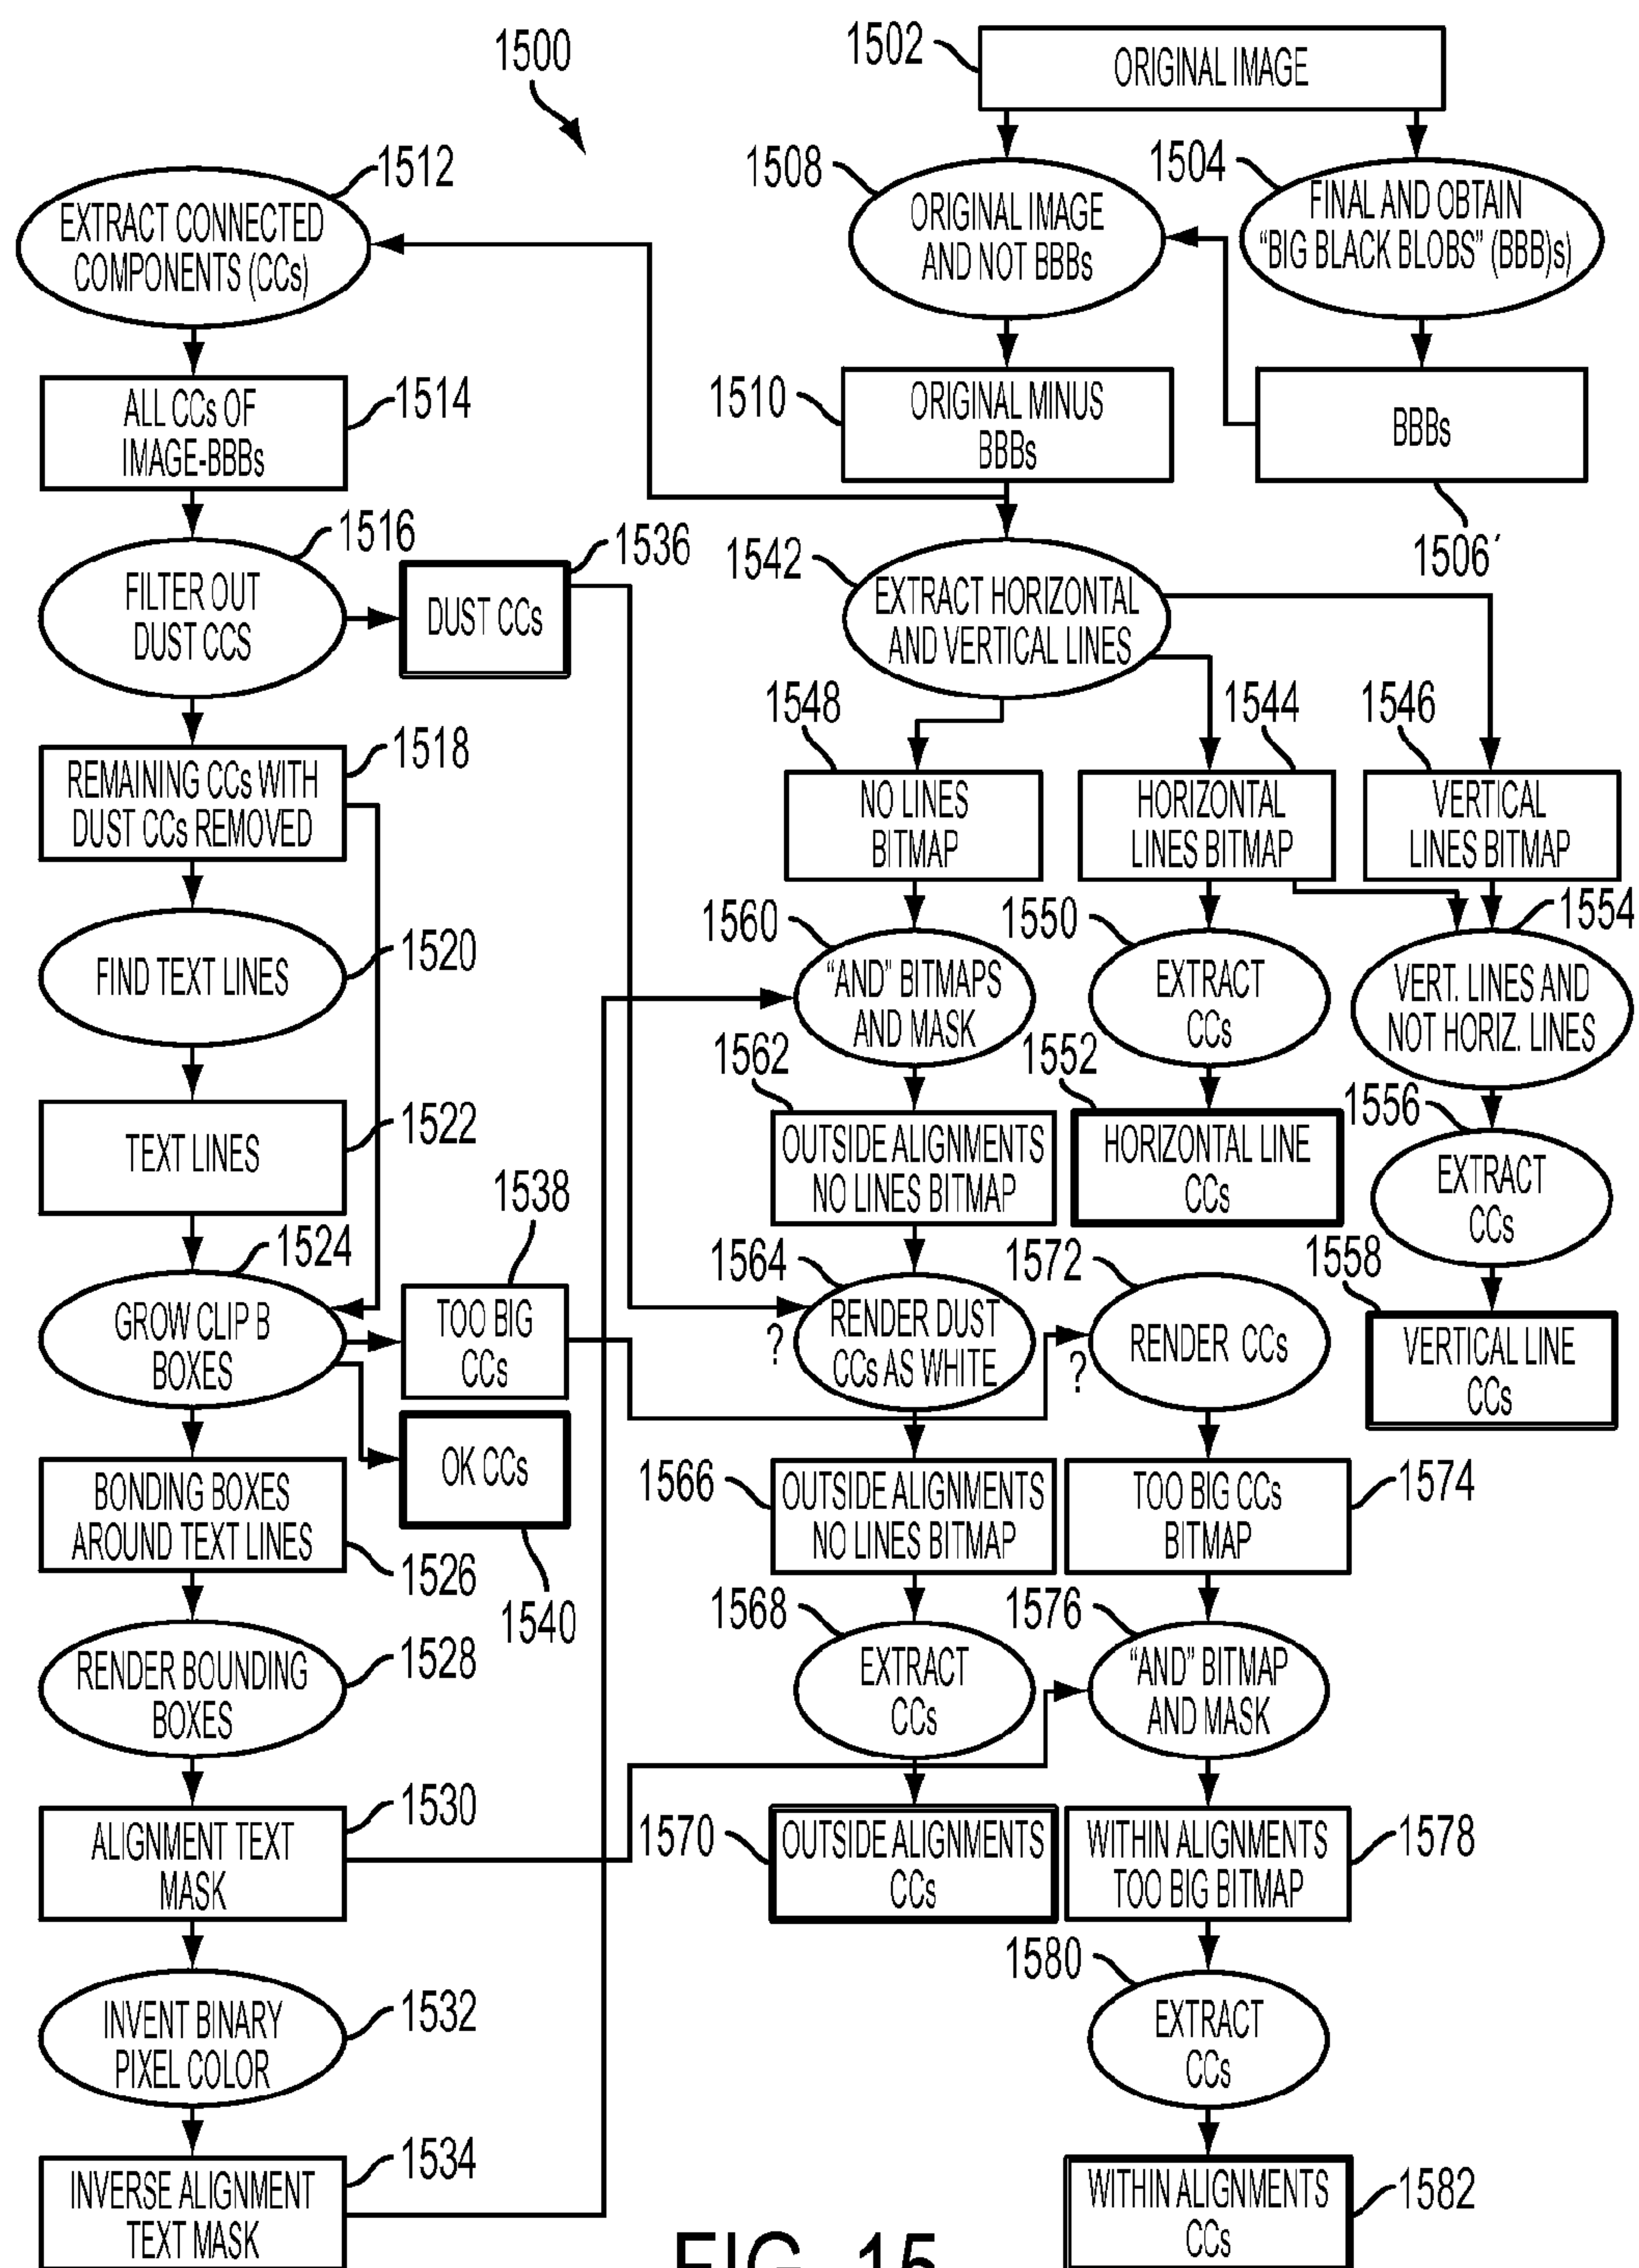 1500
1502
ORIGINAL IMAGE
1508
ORIGINAL IMAGE
AND NOT BBBs
1504
FINAL AND OBTAIN
“BIG BLACK BLOBS” (BBB)s)
1510
ORIGINAL MINUS
BBBs
BBBs
1506´
1512
EXTRACT CONNECTED
COMPONENTS (CCs)
ALL CCs OF
IMAGE-BBBs
1514
1516
FILTER OUT
DUST CCS
1536
DUST CCs
1518
REMAINING CCs WITH
DUST CCs REMOVED
1520
FIND TEXT LINES
1522
TEXT LINES
1524
GROW CLIP B
BOXES
1538
TOO BIG
CCs
OK CCs
1540
BONDING BOXES
AROUND TEXT LINES
1526
RENDER BOUNDING
BOXES
1528
1530
ALIGNMENT TEXT
MASK
INVENT BINARY
PIXEL COLOR
1532
1534
INVERSE ALIGNMENT
TEXT MASK
1542
EXTRACT HORIZONTAL
AND VERTICAL LINES
1548
NO LINES
BITMAP
1544
HORIZONTAL
LINES BITMAP
1546
VERTICAL
LINES BITMAP
1560
“AND” BITMAPS
AND MASK
1550
EXTRACT
CCs
1554
VERT. LINES AND
NOT HORIZ. LINES
1562
OUTSIDE ALIGNMENTS
NO LINES BITMAP
1552
HORIZONTAL LINE
CCs
1556
EXTRACT
CCs
1564
RENDER DUST
CCs AS WHITE
?
1572
RENDER CCs
?
1558
VERTICAL LINE
CCs
1566
OUTSIDE ALIGNMENTS
NO LINES BITMAP
TOO BIG CCs
BITMAP
1574
1568
EXTRACT
CCs
1576
“AND” BITMAP
AND MASK
1570
OUTSIDE ALIGNMENTS
CCs
WITHIN ALIGNMENTS
TOO BIG BITMAP
1578
1580
EXTRACT
CCs
WITHIN ALIGNMENTS
CCs
1582
FIG. 15